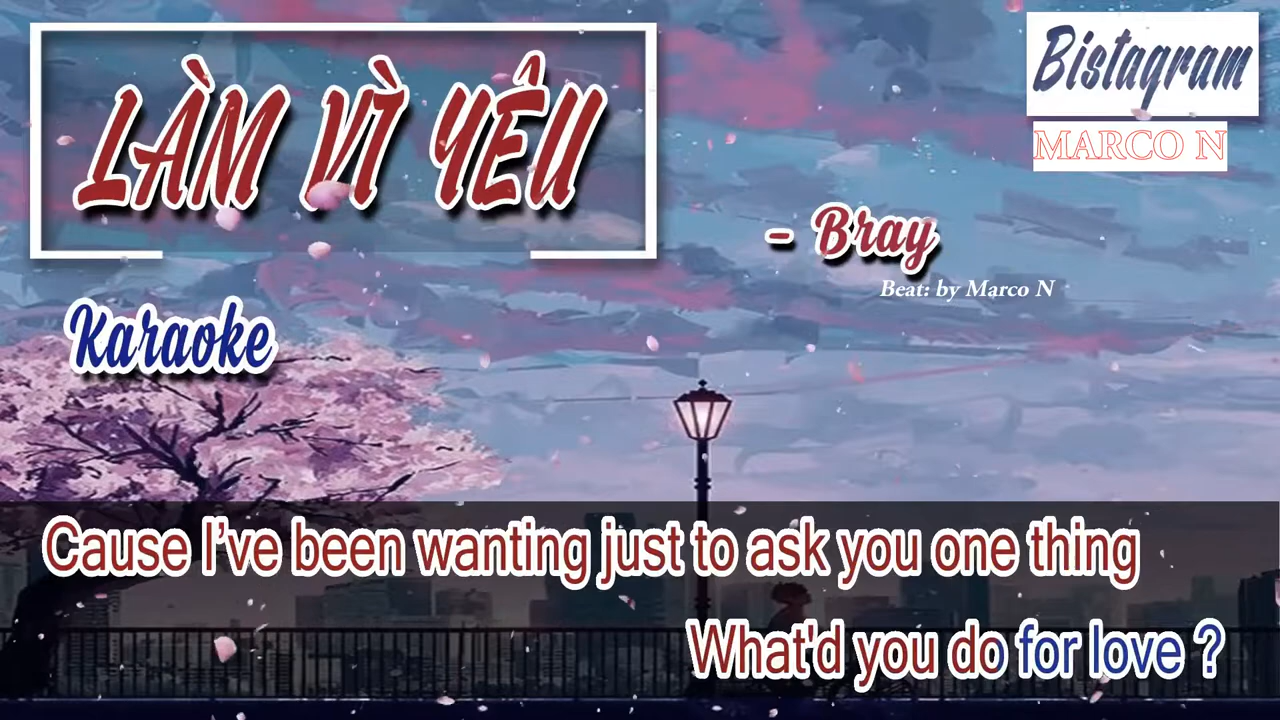 LÀM VÌ YÊU
Bistagram
MARCO N
- Bray
Beat: by Marco N
Karaoke
Cause I've been wanting just to ask you one thing
What'd you do for love ?